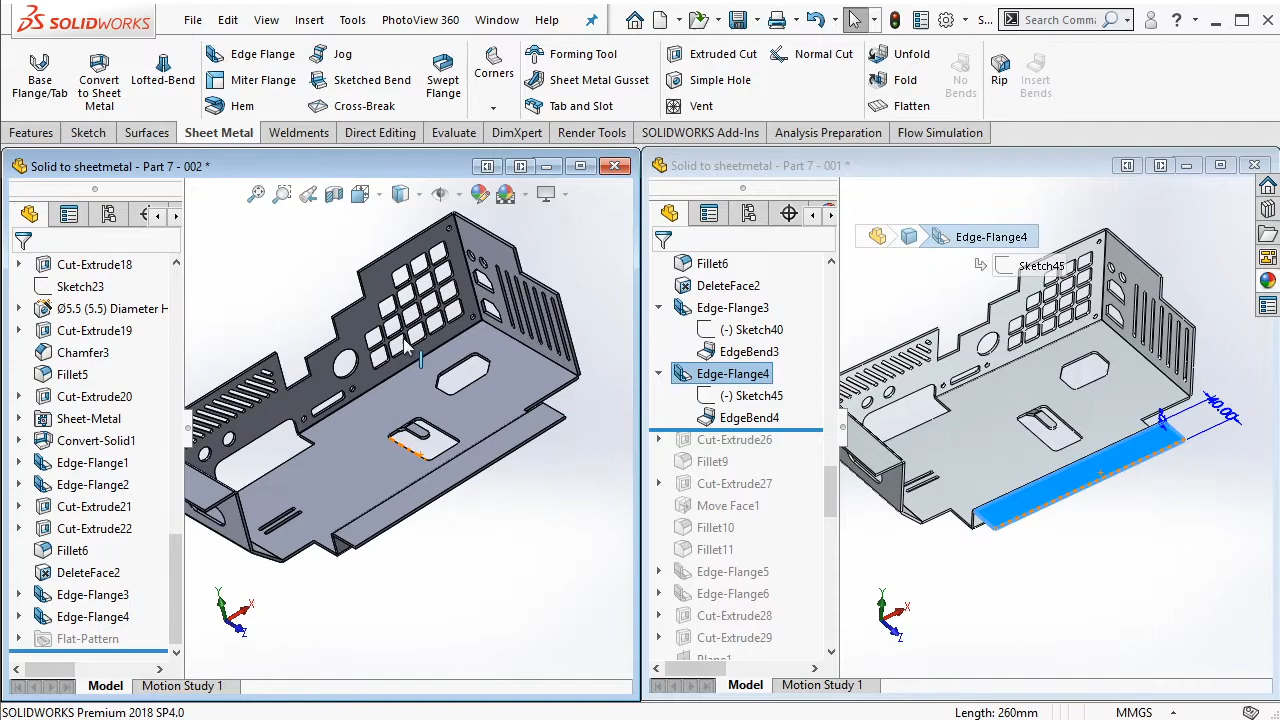 SOLIDWORKS File Edit View Insert Tools PhotoView 360 Window Help S... Search Comma ?
Base Flange/Tab
Convert to Sheet Metal
Lofted-Bend
Edge Flange
Miter Flange
Hem
Jog
Sketched Bend
Cross-Break
Swept Flange
Corners
Forming Tool
Sheet Metal Gusset
Tab and Slot
Extruded Cut
Simple Hole
Vent
Normal Cut
Unfold
Fold
Flatten
No Bends
Rip
Insert Bends
Features Sketch Surfaces Sheet Metal Weldments Direct Editing Evaluate DimXpert Render Tools SOLIDWORKS Add-Ins Analysis Preparation Flow Simulation
Solid to sheetmetal - Part 7 - 002 *
Cut-Extrude18
Sketch23
Ø5.5 (5.5) Diameter H
Cut-Extrude19
Chamfer3
Fillet5
Cut-Extrude20
Sheet-Metal
Convert-Solid1
Edge-Flange1
Edge-Flange2
Cut-Extrude21
Cut-Extrude22
Fillet6
DeleteFace2
Edge-Flange3
Edge-Flange4
Flat-Pattern
Y X Z
Model Motion Study 1
Solid to sheetmetal - Part 7 - 001 *
Fillet6
DeleteFace2
Edge-Flange3
(-) Sketch40
EdgeBend3
Edge-Flange4
(-) Sketch45
EdgeBend4
Cut-Extrude26
Fillet9
Cut-Extrude27
Move Face1
Fillet10
Fillet11
Edge-Flange5
Edge-Flange6
Cut-Extrude28
Cut-Extrude29
Plane1
Edge-Flange4
Sketch45
Y X Z
Model Motion Study 1
SOLIDWORKS Premium 2018 SP4.0 Length: 260mm MMGS